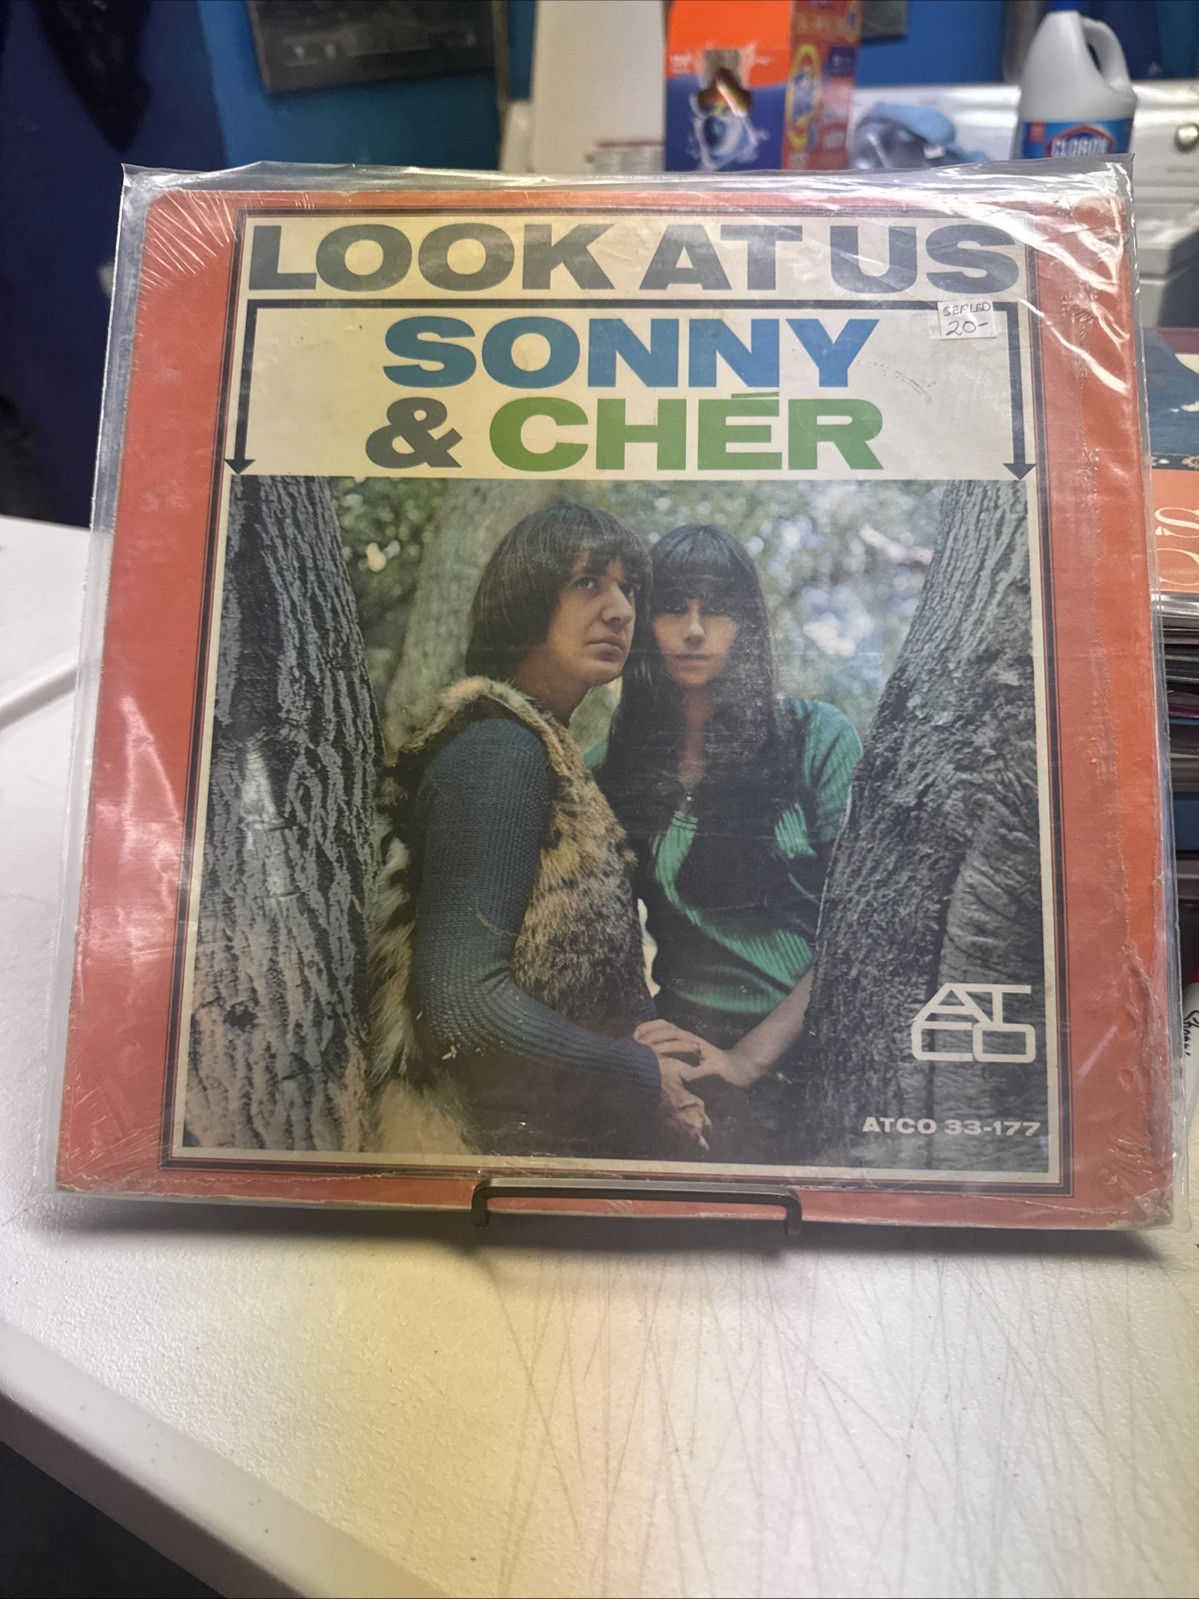 LOOK AT US
SEALED
20-
SONNY
& CHÉR
ATCO
ATCO 33-177
CLOROX